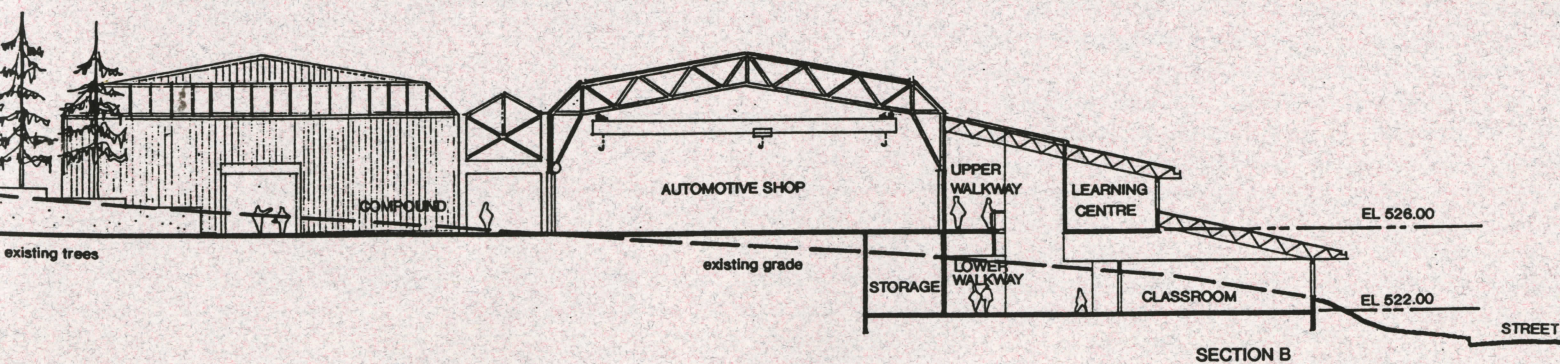 UPPER
WALKWAY
AUTOMOTIVE SHOP
LEARNING
CENTRE
COMPOUND
EL 526.00
existing trees
existing grade
LOWER
WALKWAY
STORAGE
CLASSROOM
EL 522.00
STREET
SECTION B